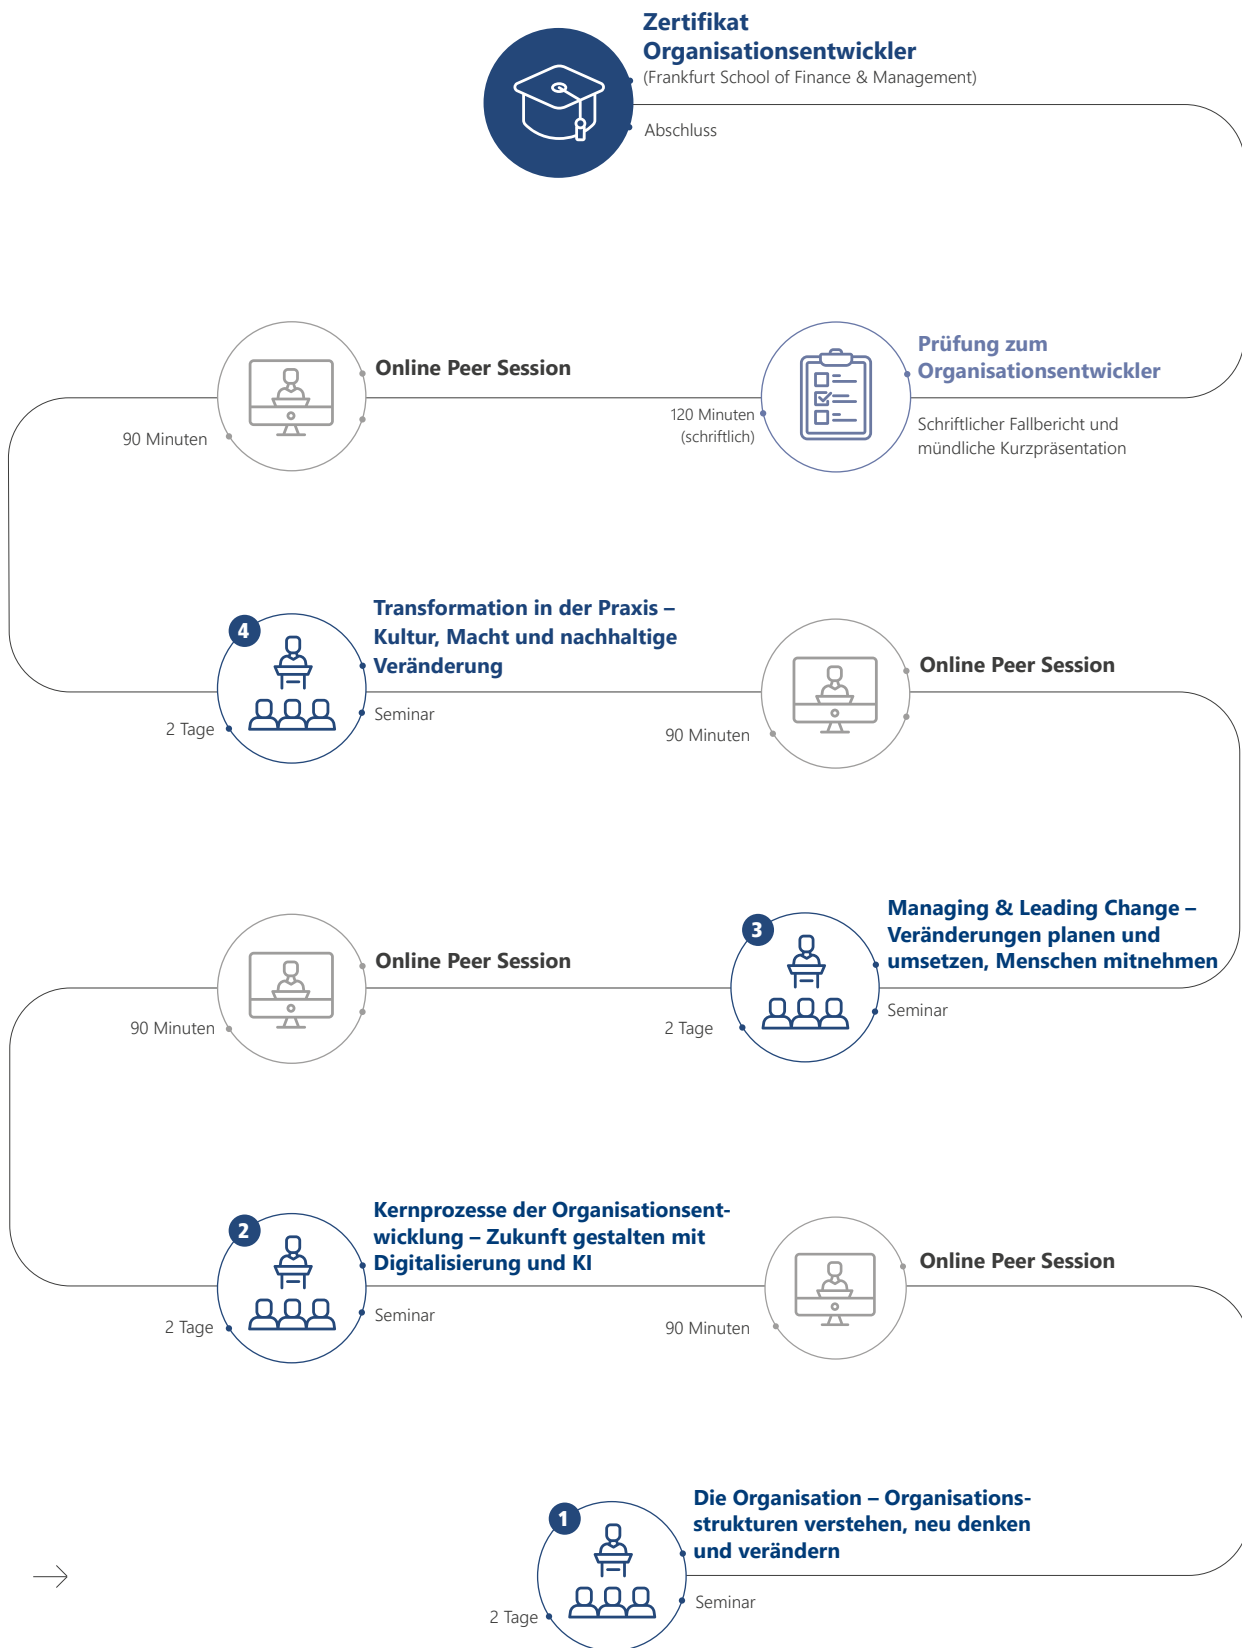 Zertifikat
Organisationsentwickler
(Frankfurt School of Finance & Management)
Abschluss
Online Peer Session
90 Minuten
Prüfung zum
Organisationsentwickler
120 Minuten
(schriftlich)
Schriftlicher Fallbericht und
mündliche Kurzpräsentation
4
Transformation in der Praxis –
Kultur, Macht und nachhaltige
Veränderung
2 Tage
Seminar
Online Peer Session
90 Minuten
Online Peer Session
90 Minuten
3
Managing & Leading Change –
Veränderungen planen und
umsetzen, Menschen mitnehmen
2 Tage
Seminar
2
Kernprozesse der Organisationsent-
wicklung – Zukunft gestalten mit
Digitalisierung und KI
2 Tage
Seminar
Online Peer Session
90 Minuten
1
Die Organisation – Organisations-
strukturen verstehen, neu denken
und verändern
2 Tage
Seminar